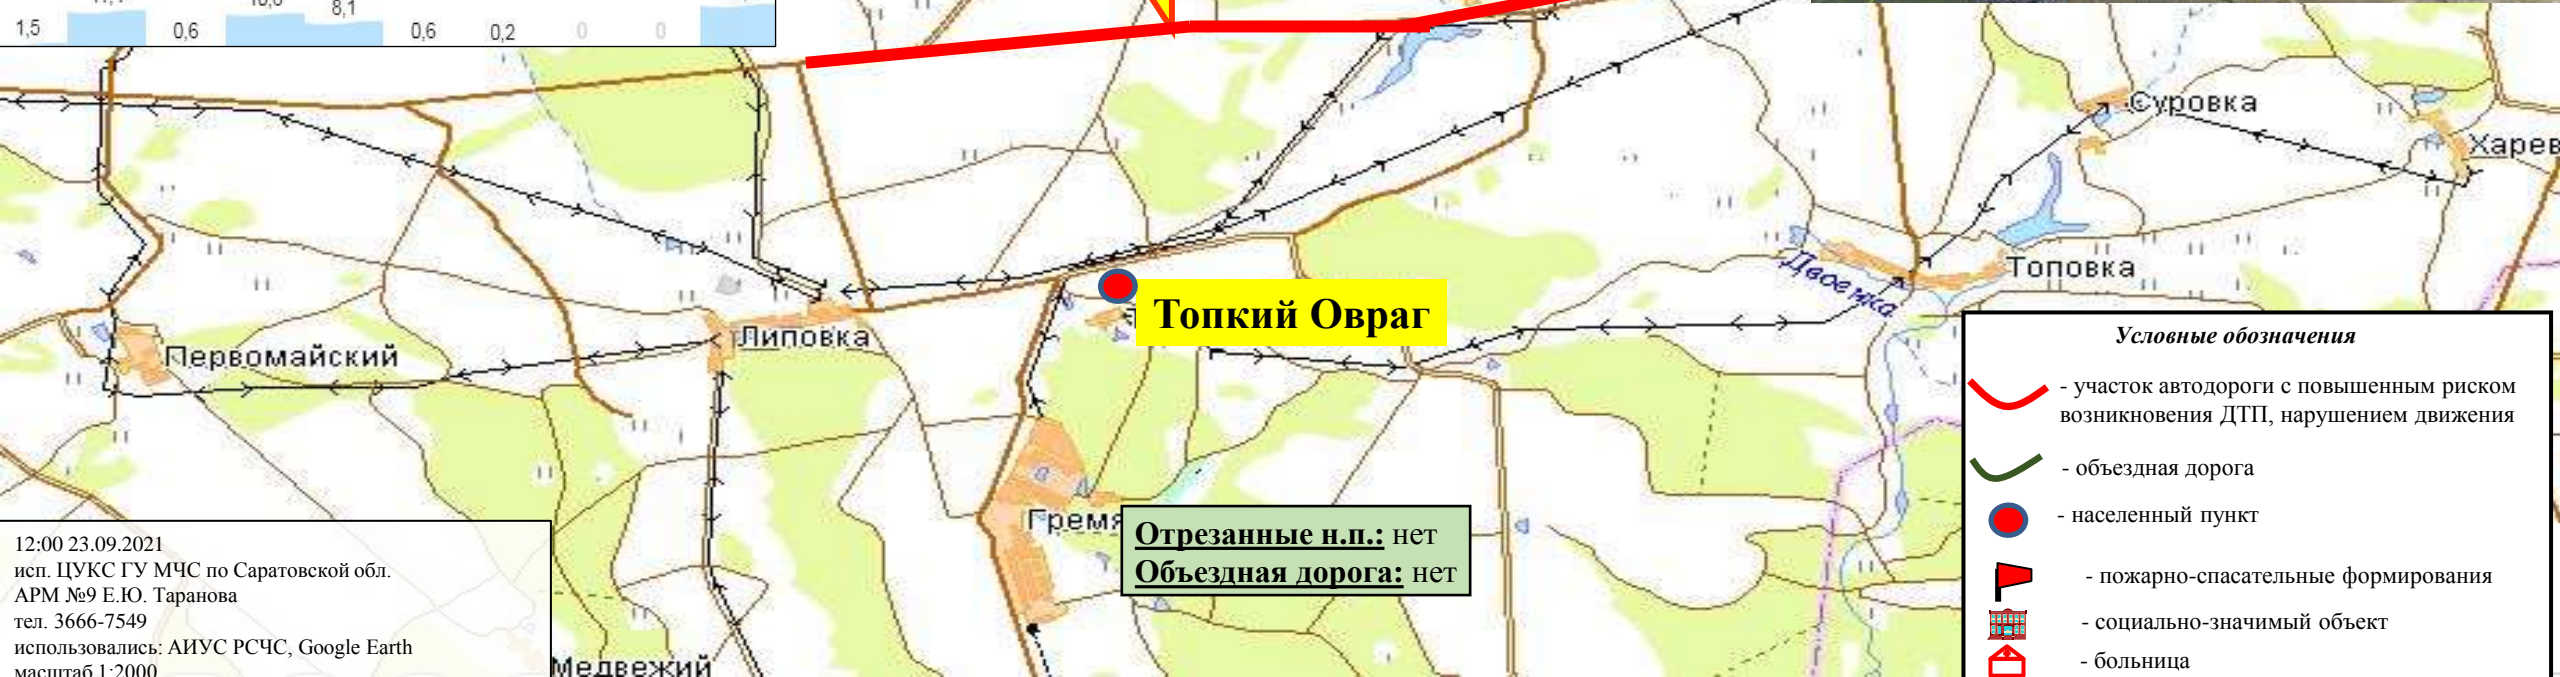 8,1
1,5 0,6 0,6 0,2 0 0
Суровка
Топовка
Двоенка
Топкий Овраг
Липовка
Первомайский
Медвежий
Отрезанные н.п.: нет
Объездная дорога: нет
12:00 23.09.2021
исп. ЦУКС ГУ МЧС по Саратовской обл.
АРМ №9 Е.Ю. Таранова
тел. 3666-7549
использовались: АИУС РСЧС, Google Earth
масштаб 1:2000
Условные обозначения
- участок автодороги с повышенным риском
возникновения ДТП, нарушением движения
- объездная дорога
- населенный пункт
- пожарно-спасательные формирования
- социально-значимый объект
- больница